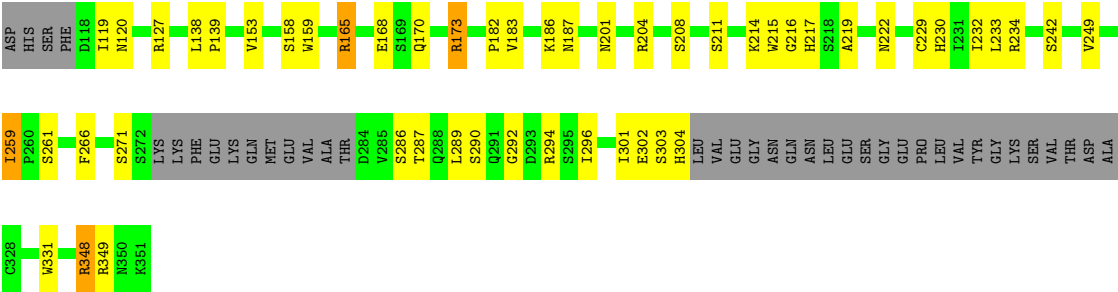 ASP HIS SER PHE D118 I119 N120 R127 L138 P139 V153 S158 W159 R165 E168 S169 Q170 R173 P182 V183 K186 N187 N201 R204 S208 S211 K214 W215 G216 H217 S218 A219 N222 C229 H230 I231 I232 L233 R234 S242 V249
I259 P260 S261 F266 S271 S272 LYS LYS PHE GLU LYS GLN MET GLU VAL ALA THR D284 V285 S286 T287 Q288 L289 S290 Q291 G292 D293 R294 S295 I296 I301 E302 S303 H304 LEU VAL GLU GLY ASN GLN ASN LEU GLU SER GLY GLU PRO LEU VAL TYR GLY LYS SER VAL THR ASP ALA
C328 W331 R348 R349 N350 K351